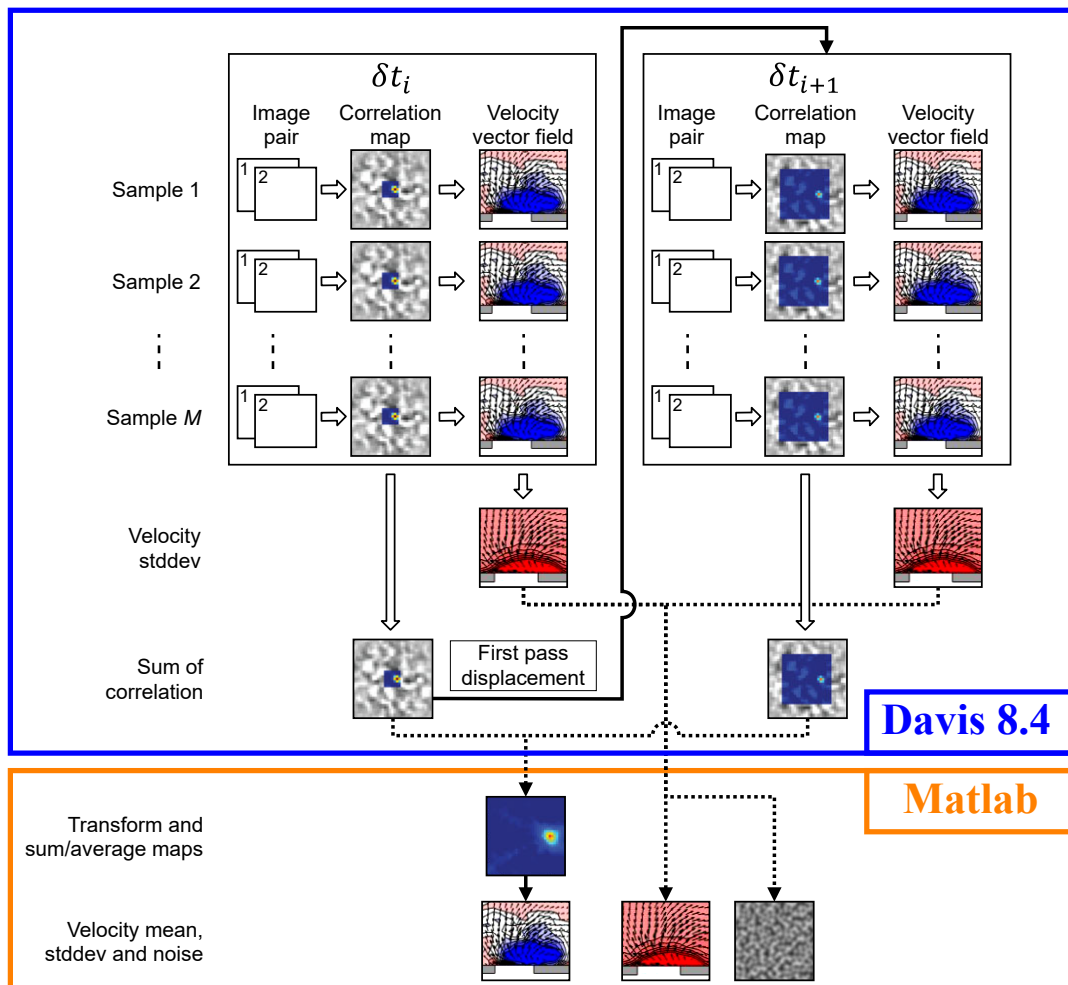 δt_i
δt_{i+1}
Image pair
Correlation map
Velocity vector field
Image pair
Correlation map
Velocity vector field
Sample 1
1
2
1
2
Sample 2
1
2
1
2
Sample M
1
2
1
2
Velocity
stddev
Sum of
correlation
First pass
displacement
Davis 8.4
Matlab
Transform and
sum/average maps
Velocity mean,
stddev and noise